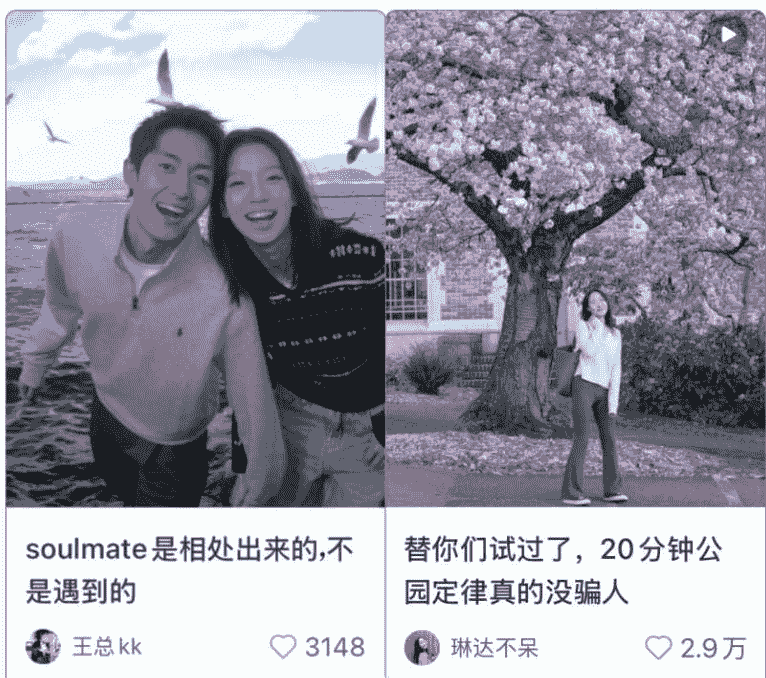 soulmate是相处出来的,不
是遇到的
王总kk
3148
替你们试过了，20分钟公
园定律真的没骗人
琳达不呆
2.9万